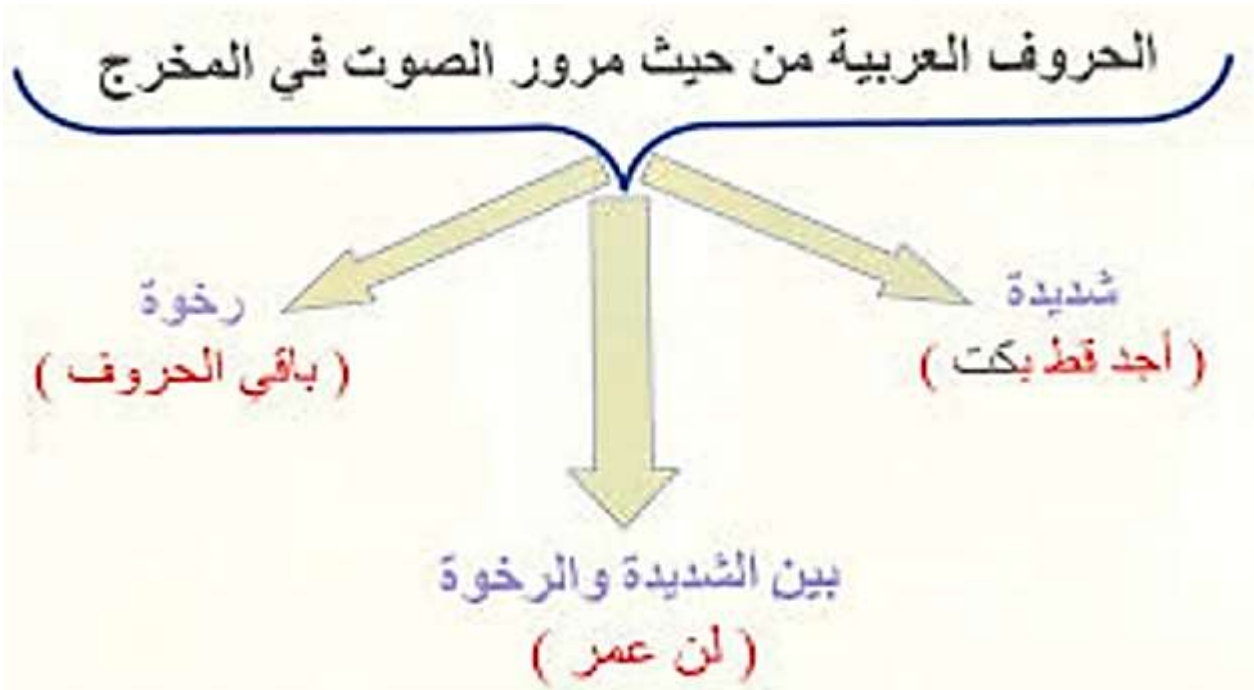 الحروف العربية من حيث مرور الصوت في المخرج
شديدة
( أجد قط بكت )
رخوة
( باقي الحروف )
بين الشديدة والرخوة
( لن عمر )